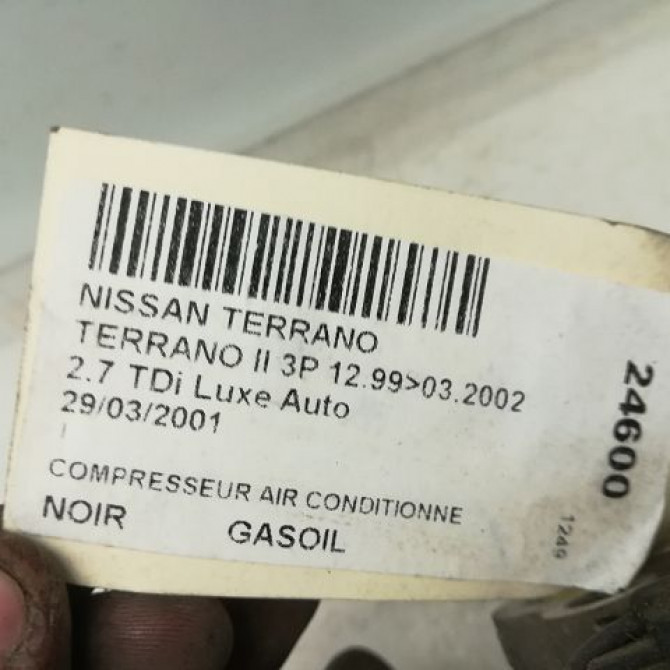 NISSAN TERRANO
TERRANO II 3P 12.99>03.2002
2.7 TDi Luxe Auto
29/03/2001
COMPRESSEUR AIR CONDITIONNE
NOIR GASOIL
24600
1249